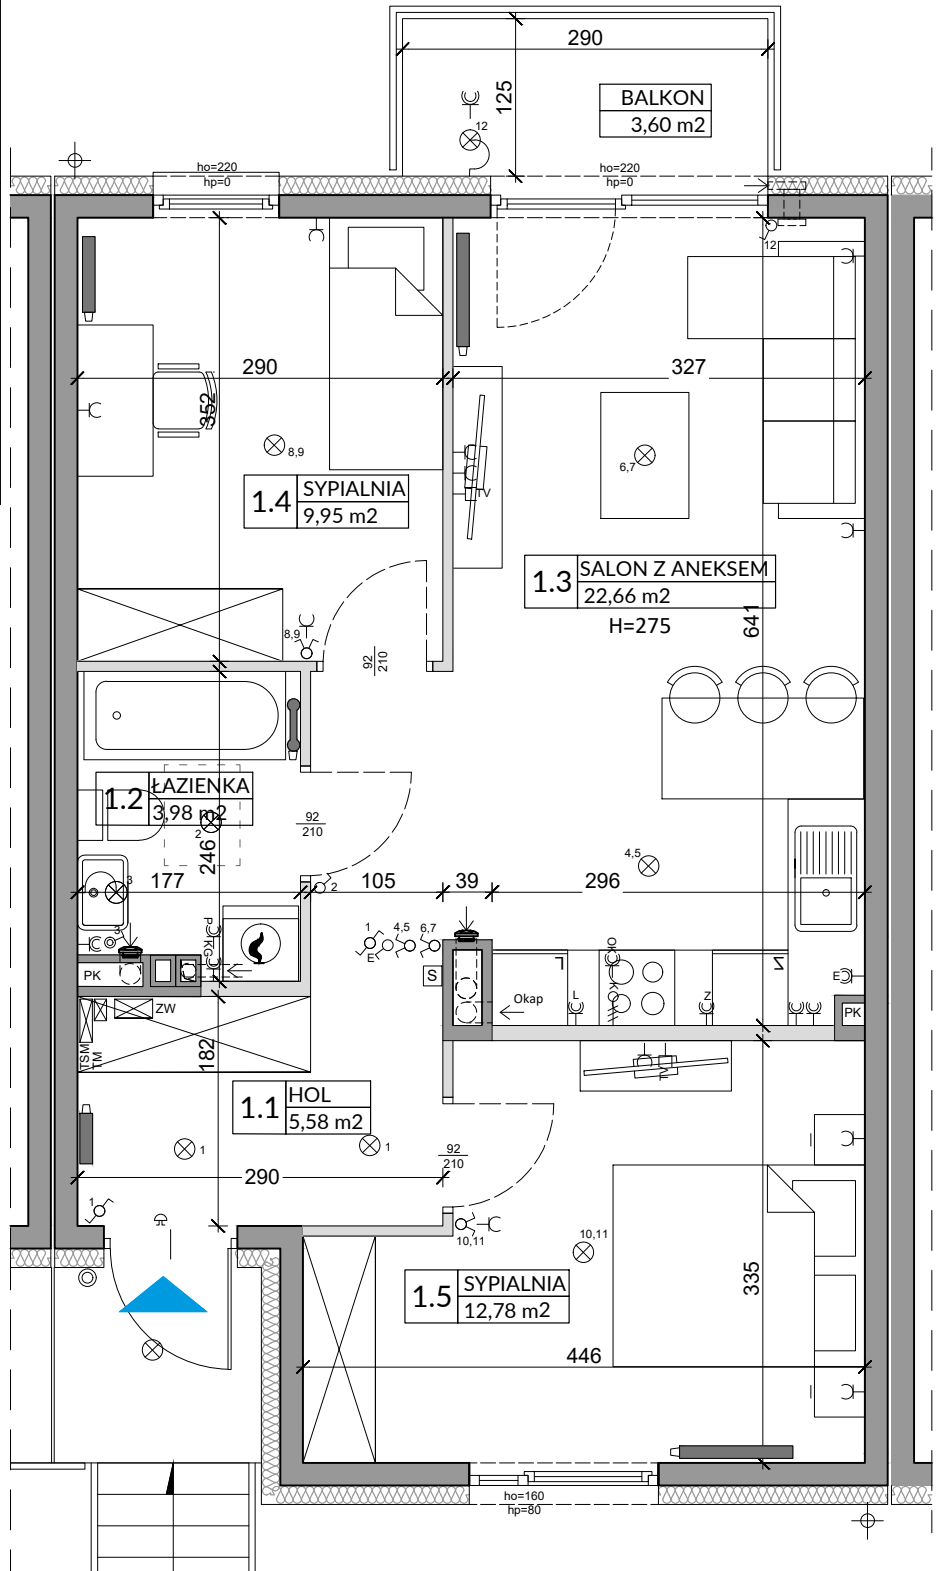 290
125
BALKON
3,60 m2
12
ho=220
hp=0
ho=220
hp=0
12
290
327
352
8,9
6,7
TV
1.4
SYPIALNIA
9,95 m2
1.3
SALON Z ANEKSEM
22,66 m2
H=275
641
8,9
92
210
1.2
ŁAZIENKA
3,98 m2
2
92
210
246
4,5
3
177
2
105
39
296
3
1
4,5
6,7
E
S
PK
Okap
L
Z
E
PK
ZW
TSM
TM
182
1.1
HOL
5,58 m2
TV
1
1
92
210
290
1
10,11
10,11
1.5
SYPIALNIA
12,78 m2
335
446
ho=160
hp=80